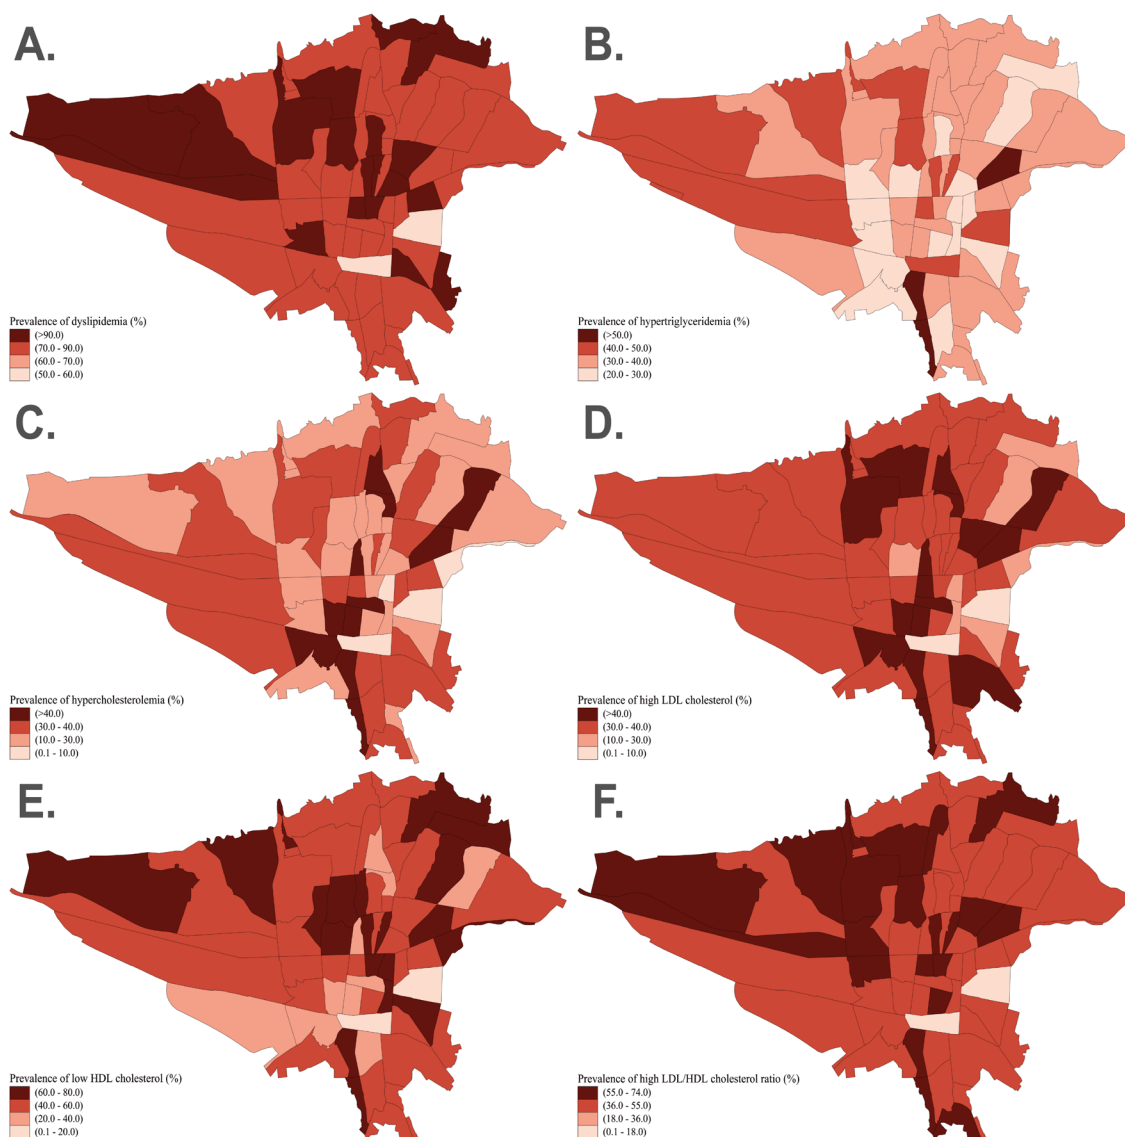 A.
B.
Prevalence of dyslipidemia (%)
(>90.0)
(70.0 - 90.0)
(60.0 - 70.0)
(50.0 - 60.0)
Prevalence of hypertriglyceridemia (%)
(>50.0)
(40.0 - 50.0)
(30.0 - 40.0)
(20.0 - 30.0)
C.
D.
Prevalence of hypercholesterolemia (%)
(>40.0)
(30.0 - 40.0)
(10.0 - 30.0)
(0.1 - 10.0)
Prevalence of high LDL cholesterol (%)
(>40.0)
(30.0 - 40.0)
(10.0 - 30.0)
(0.1 - 10.0)
E.
F.
Prevalence of low HDL cholesterol (%)
(60.0 - 80.0)
(40.0 - 60.0)
(20.0 - 40.0)
(0.1 - 20.0)
Prevalence of high LDL/HDL cholesterol ratio (%)
(55.0 - 74.0)
(36.0 - 55.0)
(18.0 - 36.0)
(0.1 - 18.0)